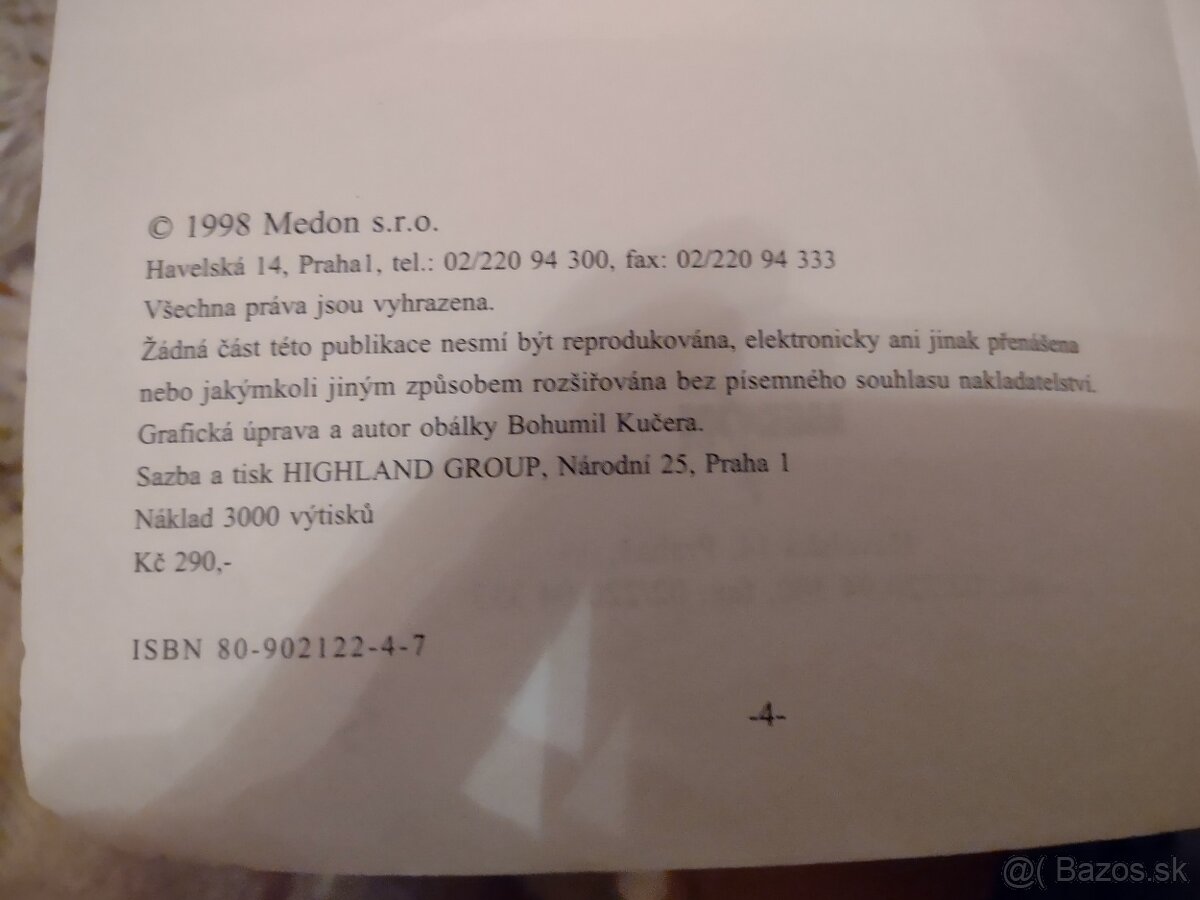 © 1998 Medon s.r.o.
Havelská 14, Praha1, tel.: 02/220 94 300, fax: 02/220 94 333
Všechna práva jsou vyhrazena.
Žádná část této publikace nesmí být reprodukována, elektronicky ani jinak přenášena
nebo jakýmkoli jiným způsobem rozšiřována bez písemného souhlasu nakladatelství.
Grafická úprava a autor obálky Bohumil Kučera.
Sazba a tisk HIGHLAND GROUP, Národní 25, Praha 1
Náklad 3000 výtisků
Kč 290,-
ISBN 80-902122-4-7
-4-
@( Bazos.sk